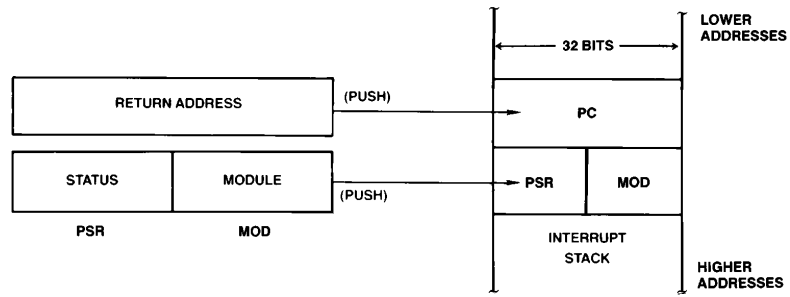 LOWER
ADDRESSES
32 BITS
RETURN ADDRESS
(PUSH)
PC
STATUS
MODULE
(PUSH)
PSR
MOD
PSR
MOD
INTERRUPT
STACK
HIGHER
ADDRESSES